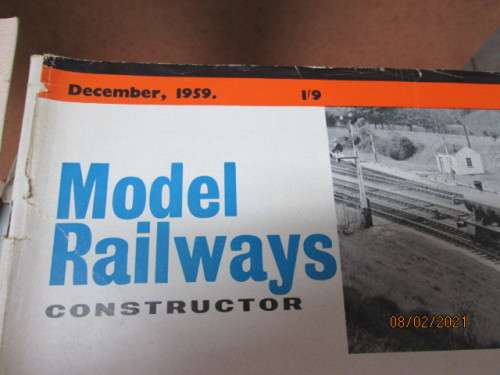 December, 1959. 1/9
Model
Railways
CONSTRUCTOR
08/02/2021